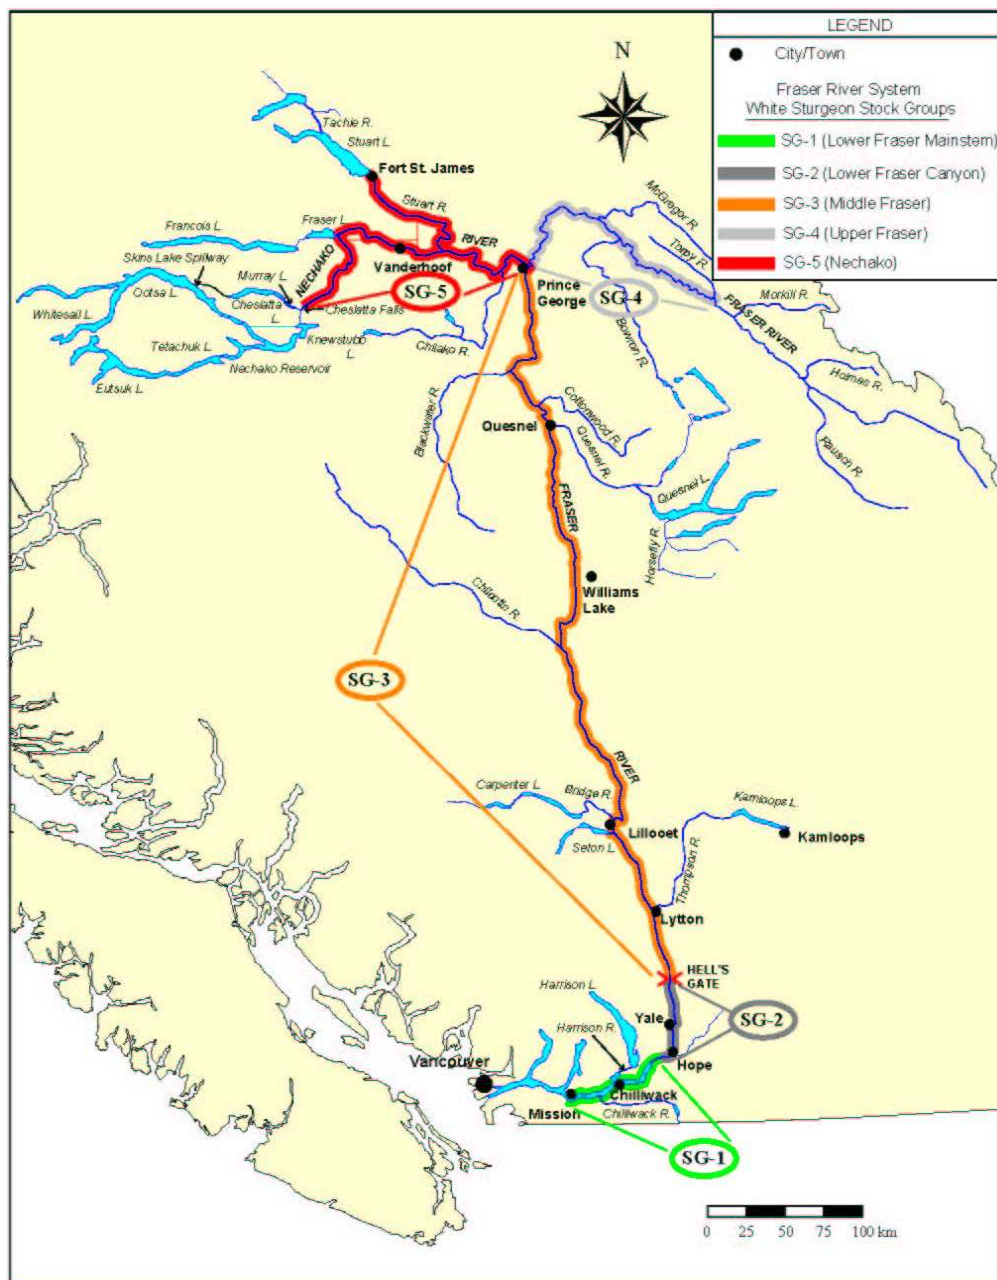 LEGEND
City/Town
Fraser River System
White Sturgeon Stock Groups
SG-1 (Lower Fraser Mainstem)
SG-2 (Lower Fraser Canyon)
SG-3 (Middle Fraser)
SG-4 (Upper Fraser)
SG-5 (Nechako)
N
Tachie R.
Stuart L.
Fort St. James
Stuart R.
McGregor R.
Torpy R.
Francois L.
Fraser L.
NECHAKO
RIVER
Skins Lake Spillway
Vanderhoof
Prince
George
Murray L.
SG-5
SG-4
Morkill R.
Ootsa L.
Cheslatta
L.
Cheslatta Falls
FRASER RIVER
Whitesail L.
Knewstubb
L.
Chilako R.
Bowron R.
Tetachuk L.
Nechako Reservoir
Holmes R.
Eutsuk L.
Blackwater R.
Cottonwood R.
Quesnel
Quesnel R.
Rausch R.
FRASER
Quesnel L.
Horsefly R.
Williams
Lake
Chilcotin R.
SG-3
RIVER
Carpenter L.
Bridge R.
Kamloops L.
Lillooet
Kamloops
Seton L.
Thompson R.
Lytton
HELL'S
GATE
Harrison L.
Yale
SG-2
Harrison R.
Hope
Vancouver
Chilliwack
Mission
Chilliwack R.
SG-1
0 25 50 75 100 km